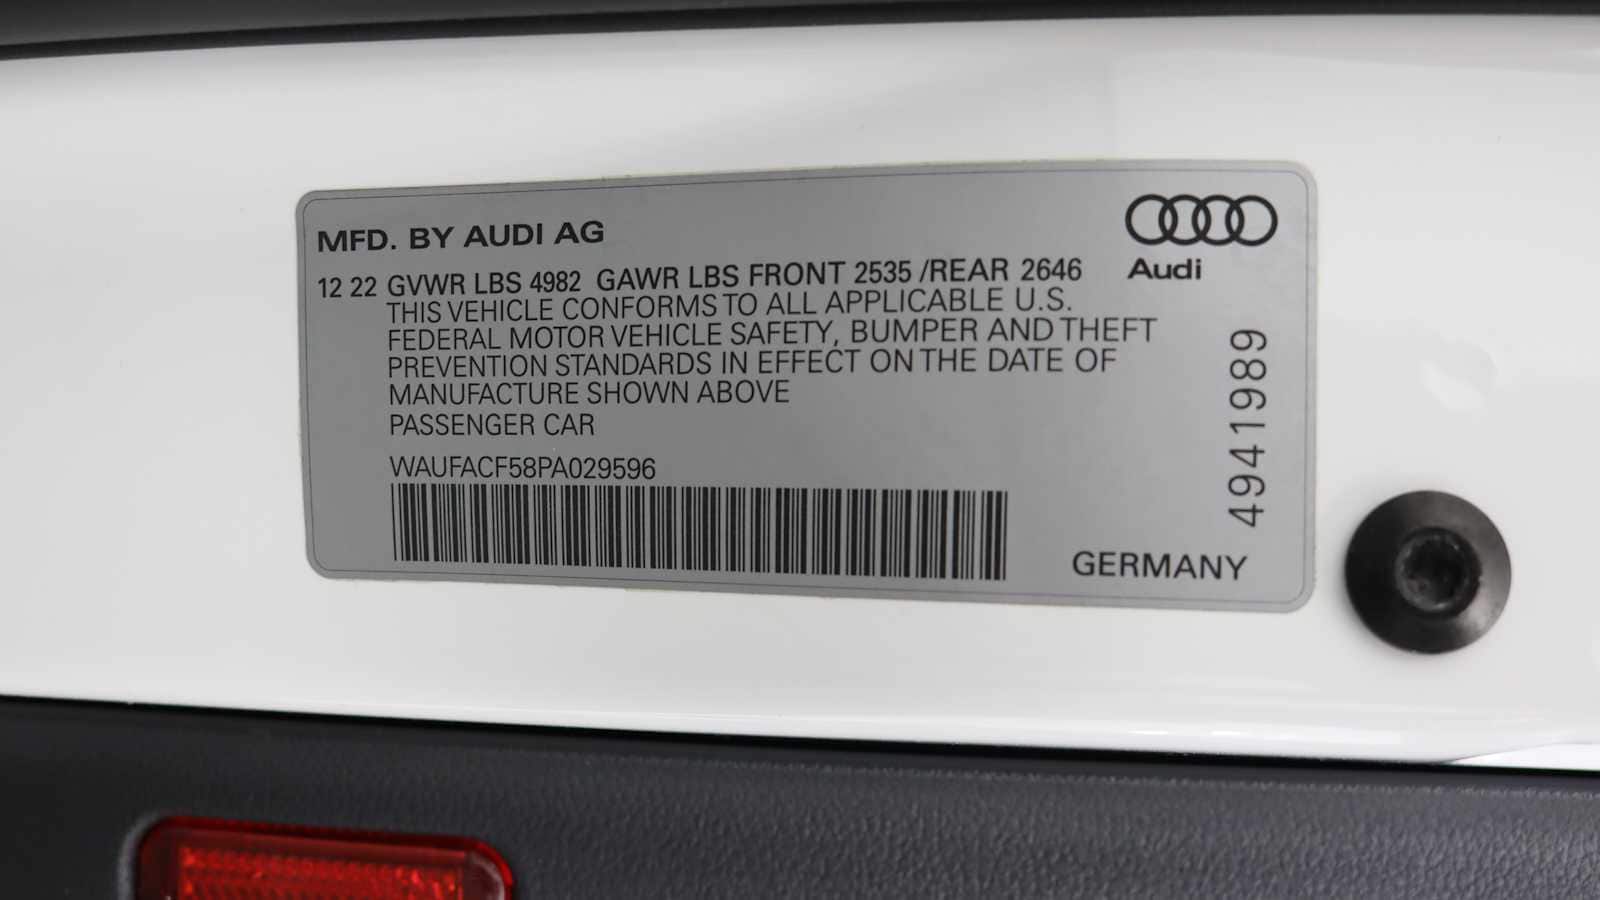 MFD. BY AUDI AG
Audi
12 22 GVWR LBS 4982 GAWR LBS FRONT 2535 /REAR 2646
THIS VEHICLE CONFORMS TO ALL APPLICABLE U.S.
FEDERAL MOTOR VEHICLE SAFETY, BUMPER AND THEFT
PREVENTION STANDARDS IN EFFECT ON THE DATE OF
MANUFACTURE SHOWN ABOVE
PASSENGER CAR
WAUFACF58PA029596
4941989
GERMANY